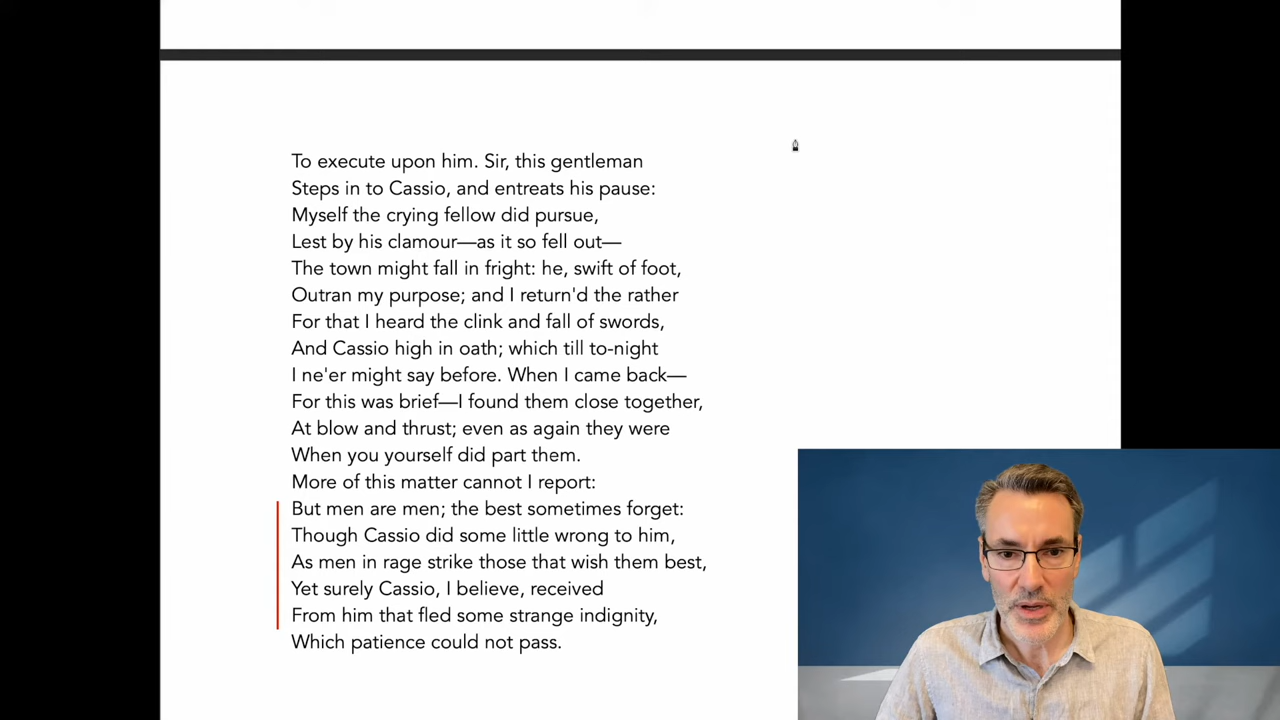 To execute upon him. Sir, this gentleman
Steps in to Cassio, and entreats his pause:
Myself the crying fellow did pursue,
Lest by his clamour—as it so fell out—
The town might fall in fright: he, swift of foot,
Outran my purpose; and I return'd the rather
For that I heard the clink and fall of swords,
And Cassio high in oath; which till to-night
I ne'er might say before. When I came back—
For this was brief—I found them close together,
At blow and thrust; even as again they were
When you yourself did part them.
More of this matter cannot I report:
But men are men; the best sometimes forget:
Though Cassio did some little wrong to him,
As men in rage strike those that wish them best,
Yet surely Cassio, I believe, received
From him that fled some strange indignity,
Which patience could not pass.